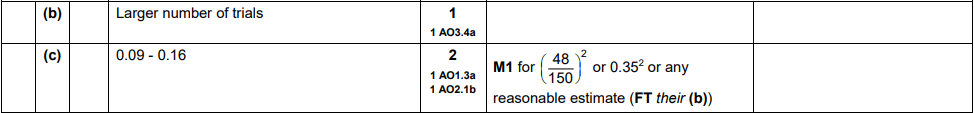 (b) Larger number of trials 1
1 AO3.4a
(c) 0.09 - 0.16 2
1 AO1.3a
1 AO2.1b
M1 for (48/150)² or 0.35² or any
reasonable estimate (FT their (b))